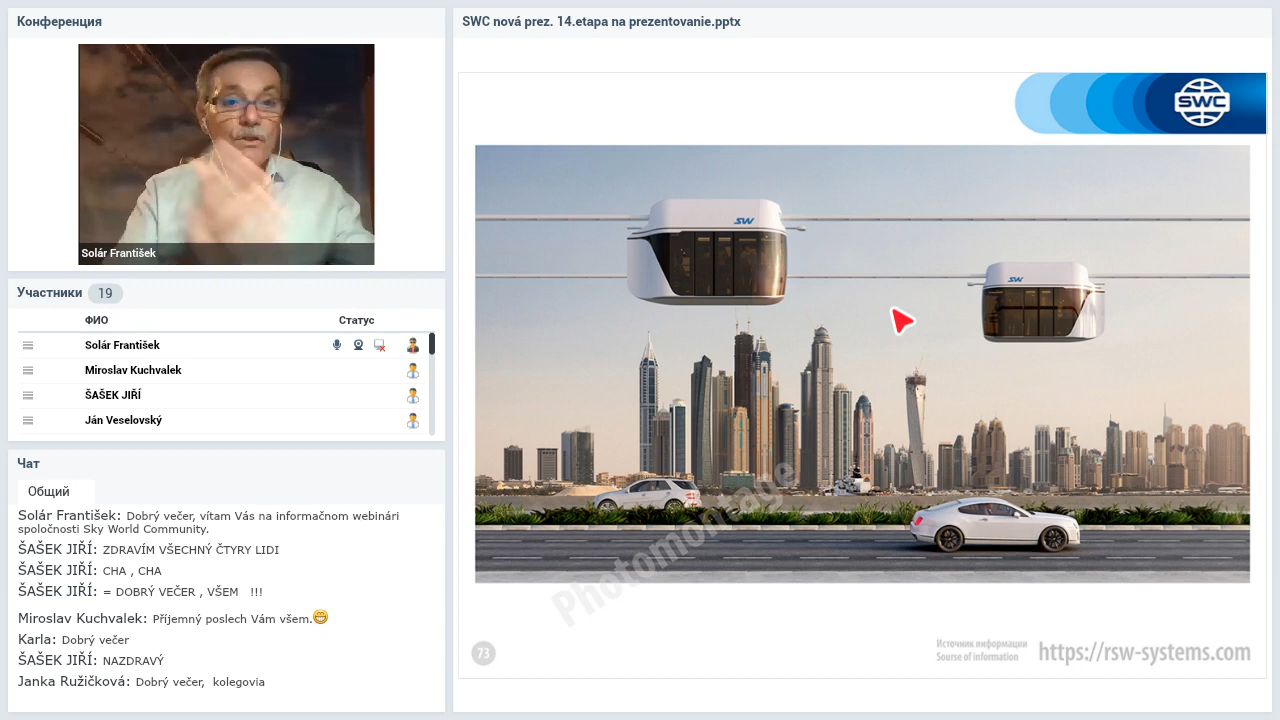 Конференция
Solár František
Участники 19
ФИО Статус
Solár František
Miroslav Kuchvalek
ŠAŠEK JIŘÍ
Ján Veselovský
Чат
Общий
Solár František: Dobrý večer, vítam Vás na informačnom webinári
spoločnosti Sky World Community.
ŠAŠEK JIŘÍ: ZDRAVÍM VŠECHNÝ ČTYRY LIDI
ŠAŠEK JIŘÍ: CHA , CHA
ŠAŠEK JIŘÍ: = DOBRÝ VEČER , VŠEM !!!
Miroslav Kuchvalek: Příjemný poslech Vám všem.
Karla: Dobrý večer
ŠAŠEK JIŘÍ: NAZDRAVÝ
Janka Ružičková: Dobrý večer, kolegovia
SWC nová prez. 14.etapa na prezentovanie.pptx
SWC
SW
SW
Photomontage
73
Источник информации
Sourse of information
https://rsw-systems.com